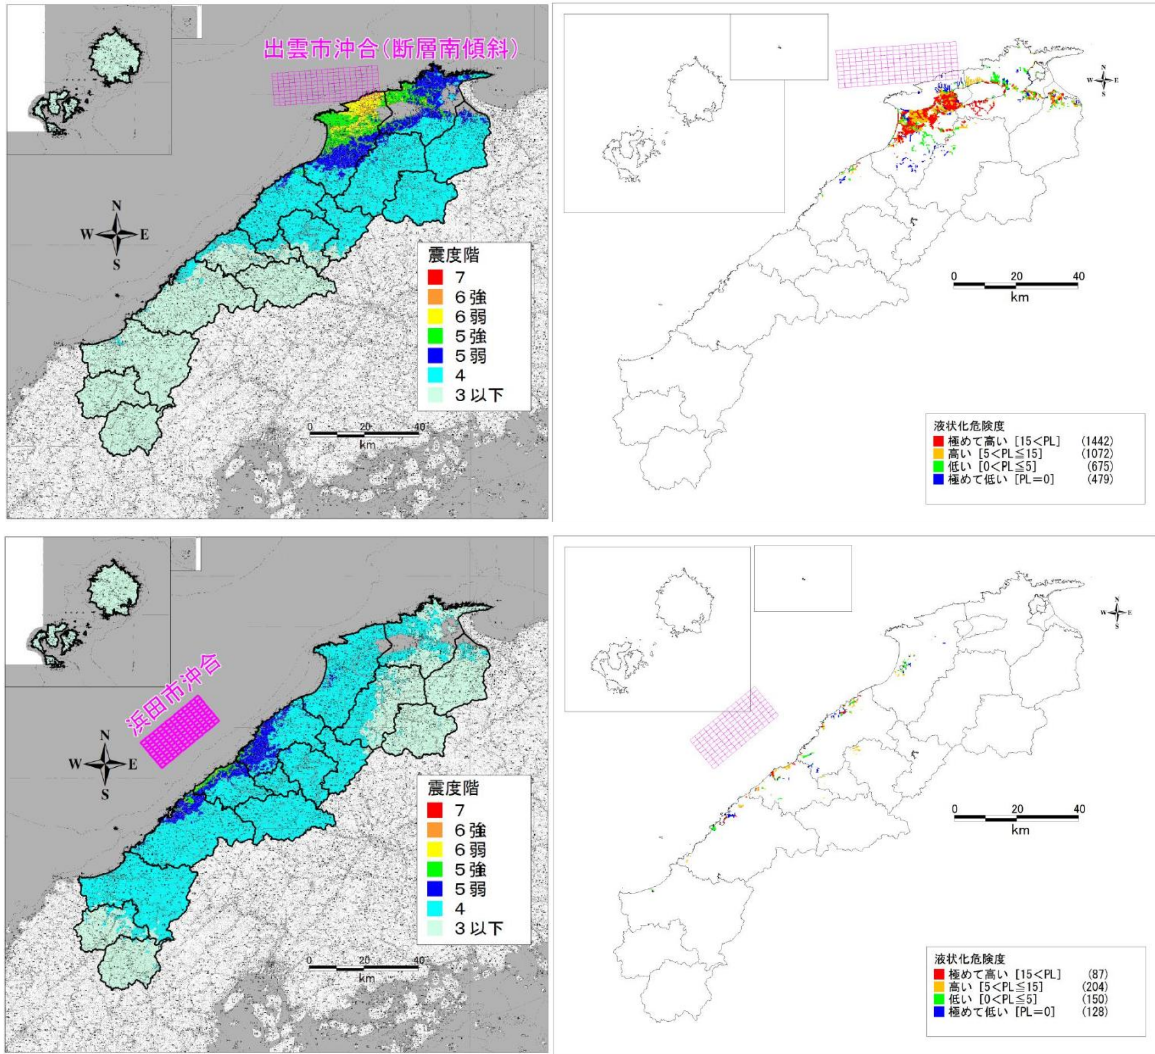 出雲市沖合(断層南傾斜)
N
W E
S
震度階
7
6強
6弱
5強
5弱
4
3以下
0 20 40
km
N
W E
S
0 20 40
km
液状化危険度
極めて高い [15<PL] (1442)
高い [5<PL≦15] (1072)
低い [0<PL≦5] (675)
極めて低い [PL=0] (479)
浜田市沖合
N
W E
S
震度階
7
6強
6弱
5強
5弱
4
3以下
0 20 40
km
N
W E
S
0 20 40
km
液状化危険度
極めて高い [15<PL] (87)
高い [5<PL≦15] (204)
低い [0<PL≦5] (150)
極めて低い [PL=0] (128)